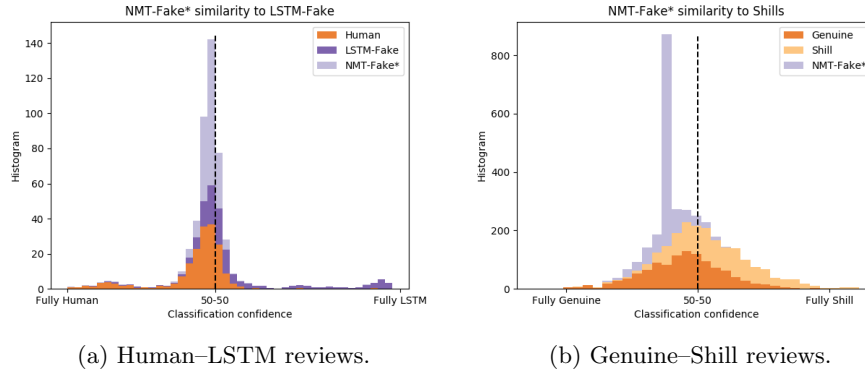 NMT-Fake* similarity to LSTM-Fake
Human
LSTM-Fake
NMT-Fake*
Histogram
140
120
100
80
60
40
20
0
Fully Human
50-50
Fully LSTM
Classification confidence
(a) Human–LSTM reviews.
NMT-Fake* similarity to Shills
Genuine
Shill
NMT-Fake*
Histogram
800
600
400
200
0
Fully Genuine
50-50
Fully Shill
Classification confidence
(b) Genuine–Shill reviews.